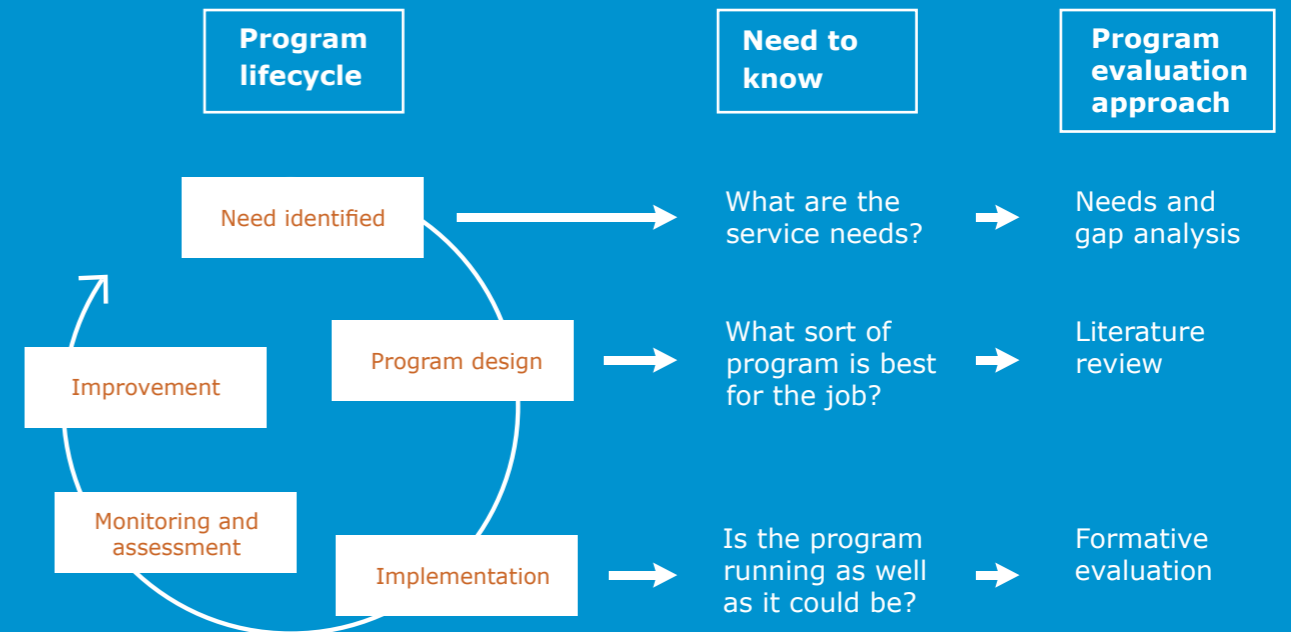 Program
lifecycle
Need to
know
Program
evaluation
approach
Need identified
What are the
service needs?
Needs and
gap analysis
Program design
What sort of
program is best
for the job?
Literature
review
Improvement
Monitoring and
assessment
Implementation
Is the program
running as well
as it could be?
Formative
evaluation